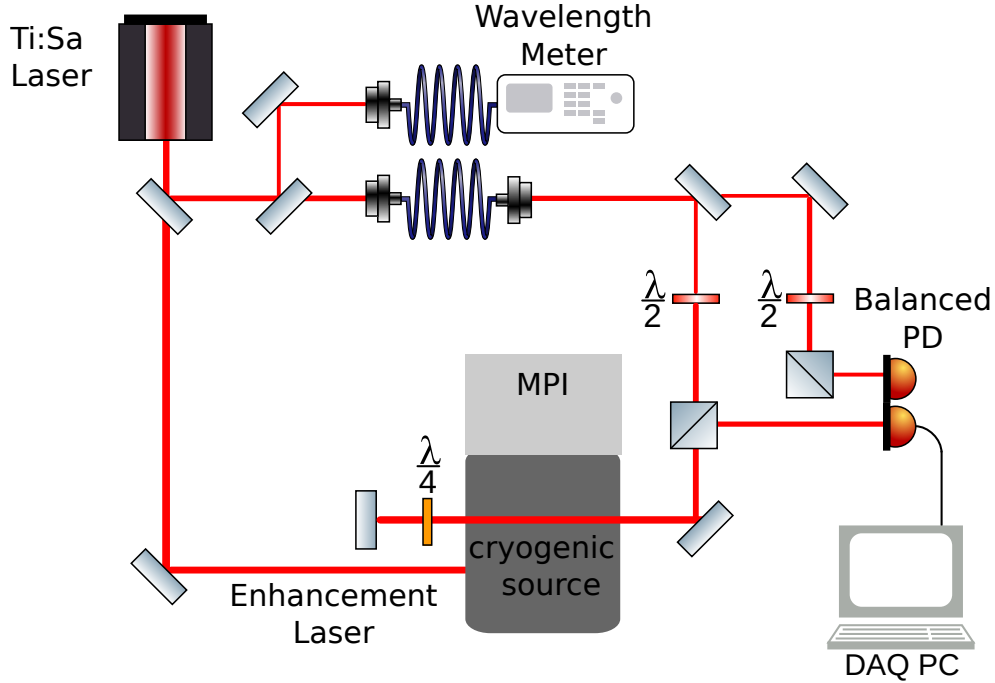 Ti:Sa
Laser
Wavelength
Meter
λ
2
λ
2
Balanced
PD
MPI
λ
4
cryogenic
source
Enhancement
Laser
DAQ PC